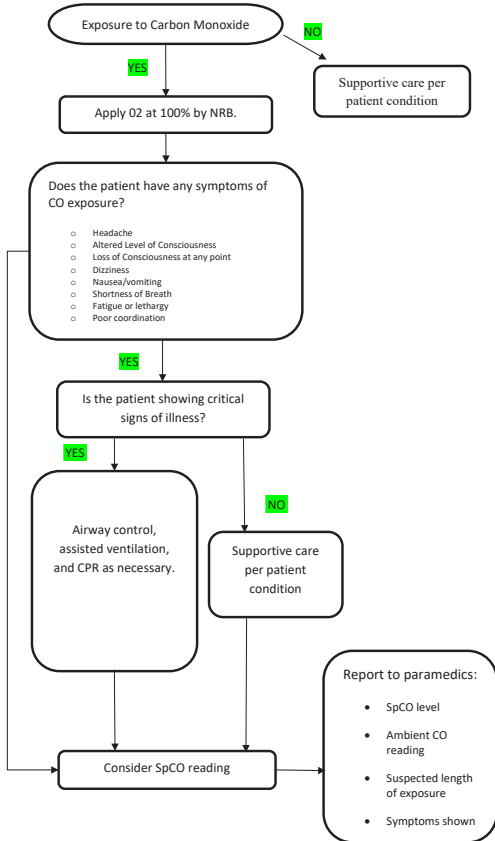 Exposure to Carbon Monoxide
NO
YES
Supportive care per
patient condition
Apply 02 at 100% by NRB.
Does the patient have any symptoms of
CO exposure?
o Headache
o Altered Level of Consciousness
o Loss of Consciousness at any point
o Dizziness
o Nausea/vomiting
o Shortness of Breath
o Fatigue or lethargy
o Poor coordination
YES
Is the patient showing critical
signs of illness?
YES
NO
Airway control,
assisted ventilation,
and CPR as necessary.
Supportive care
per patient
condition
Report to paramedics:
• SpCO level
• Ambient CO
reading
• Suspected length
of exposure
• Symptoms shown
Consider SpCO reading